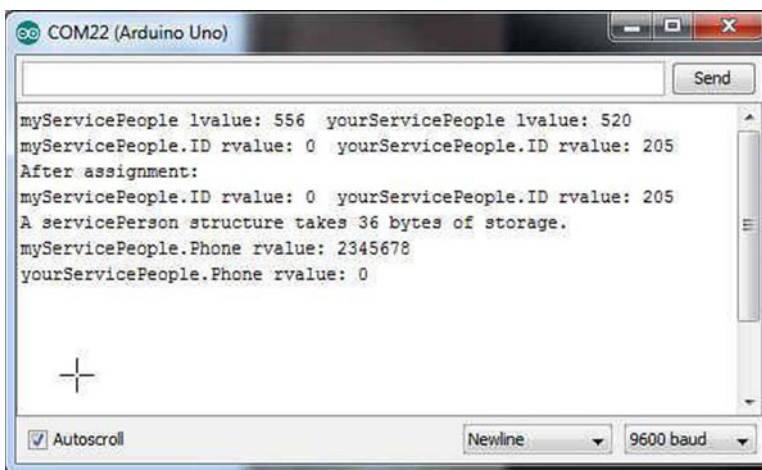 COM22 (Arduino Uno)
Send
myServicePeople lvalue: 556  yourServicePeople lvalue: 520
myServicePeople.ID rvalue: 0  yourServicePeople.ID rvalue: 205
After assignment:
myServicePeople.ID rvalue: 0  yourServicePeople.ID rvalue: 205
A servicePerson structure takes 36 bytes of storage.
myServicePeople.Phone rvalue: 2345678
yourServicePeople.Phone rvalue: 0
Autoscroll
Newline
9600 baud